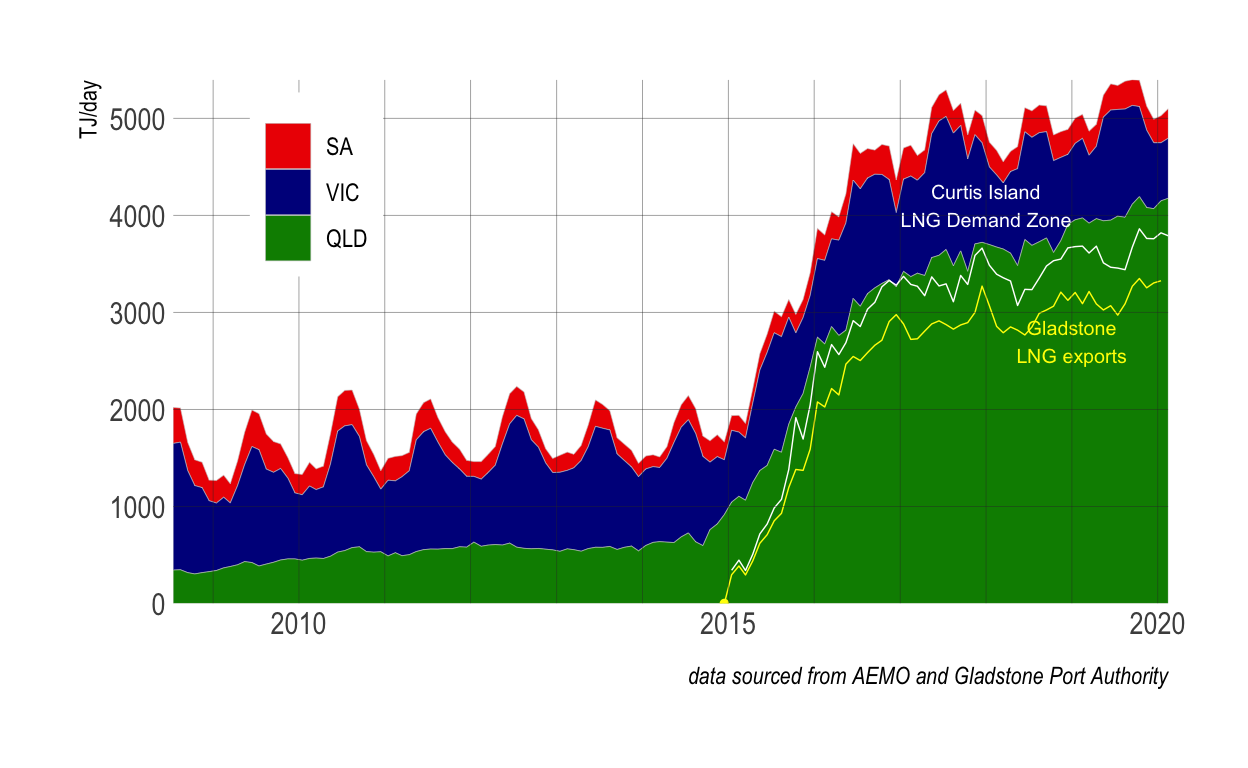 TJ/day
5000
4000
3000
2000
1000
0
SA
VIC
QLD
Curtis Island
LNG Demand Zone
Gladstone
LNG exports
2010
2015
2020
data sourced from AEMO and Gladstone Port Authority